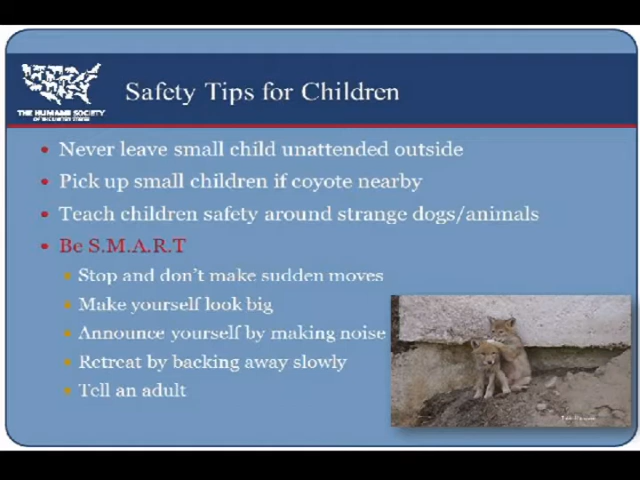 Safety Tips for Children
THE HUMANE SOCIETY
OF THE UNITED STATES
Never leave small child unattended outside
Pick up small children if coyote nearby
Teach children safety around strange dogs/animals
Be S.M.A.R.T
Stop and don't make sudden moves
Make yourself look big
Announce yourself by making noise
Retreat by backing away slowly
Tell an adult